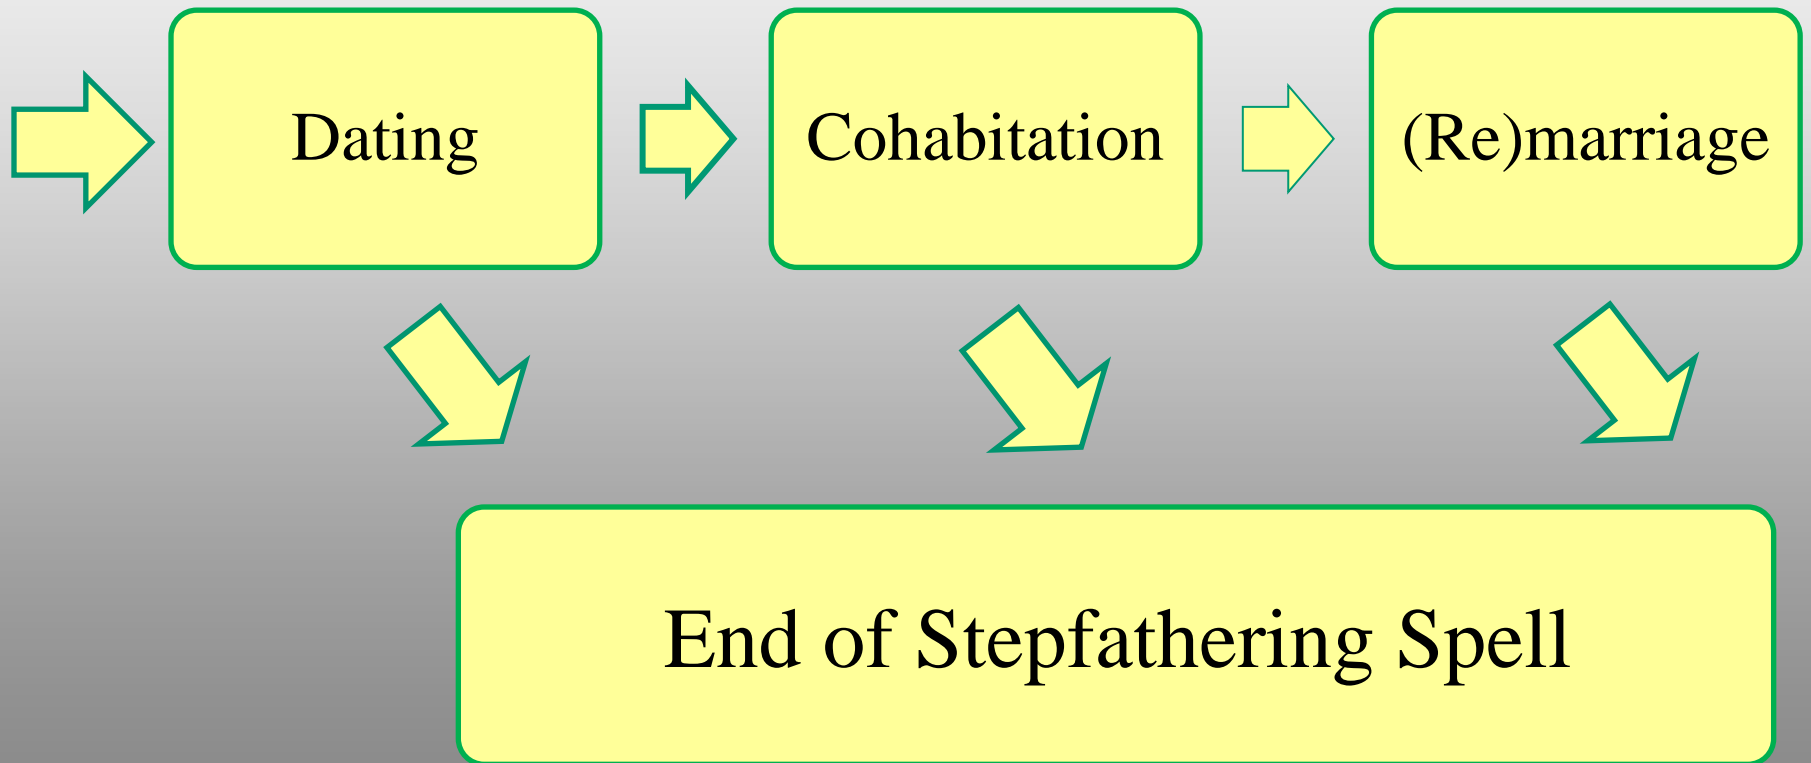 Dating
Cohabitation
(Re)marriage
End of Stepfathering Spell